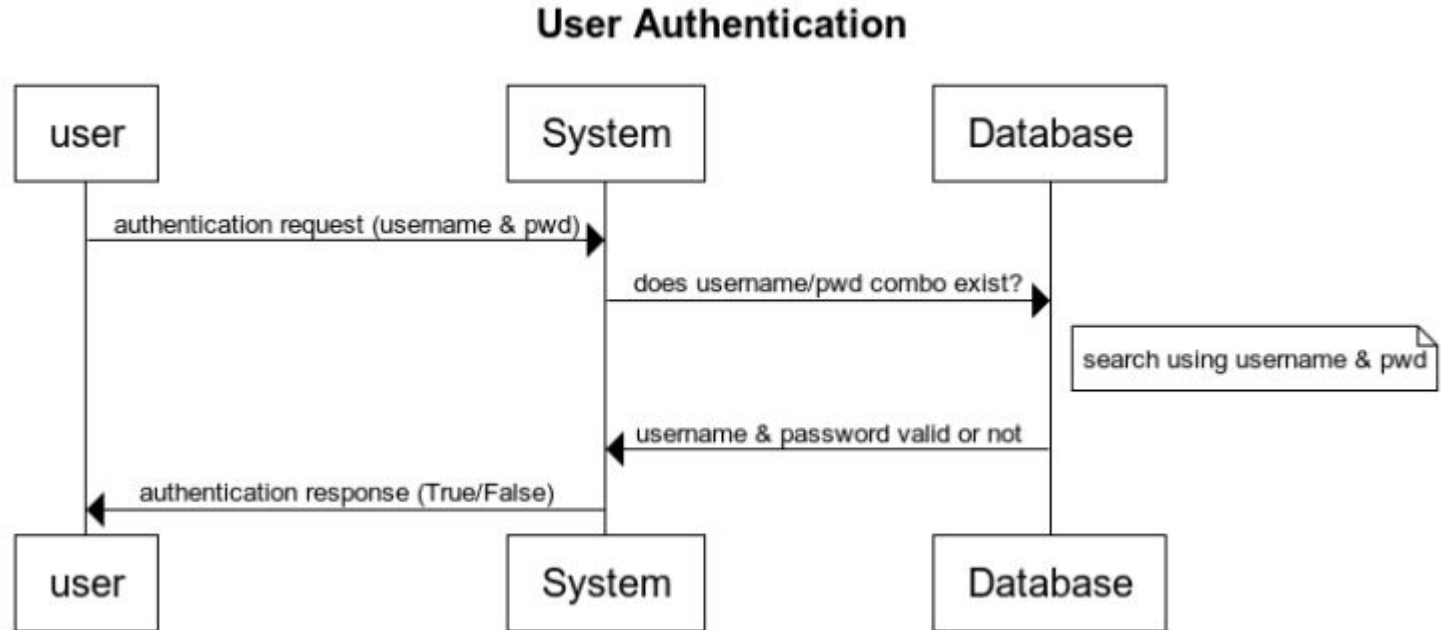 User Authentication
user
System
Database
authentication request (username & pwd)
does username/pwd combo exist?
search using username & pwd
username & password valid or not
authentication response (True/False)
user
System
Database